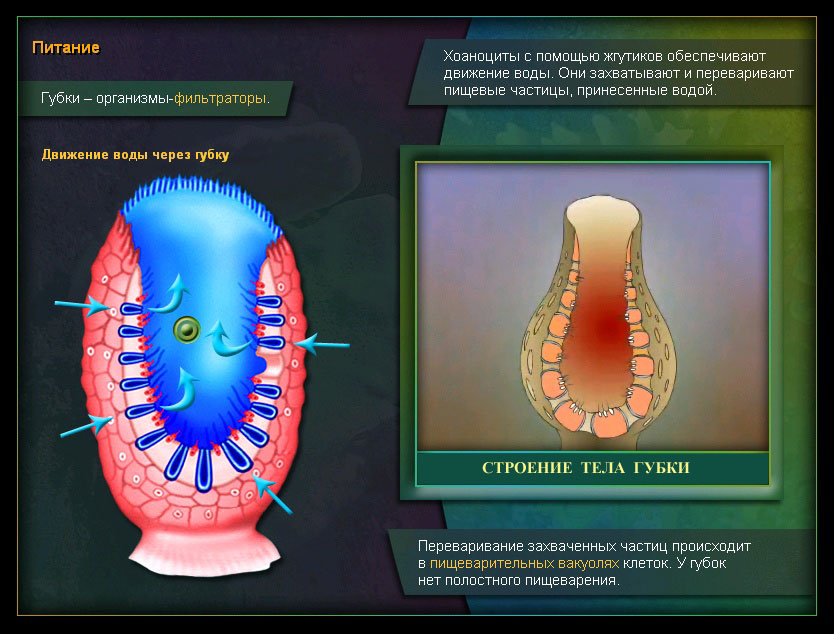 Питание
Губки – организмы-фильтраторы.
Движение воды через губку
Хоаноциты с помощью жгутиков обеспечивают
движение воды. Они захватывают и переваривают
пищевые частицы, принесенные водой.
СТРОЕНИЕ ТЕЛА ГУБКИ
Переваривание захваченных частиц происходит
в пищеварительных вакуолях клеток. У губок
нет полостного пищеварения.